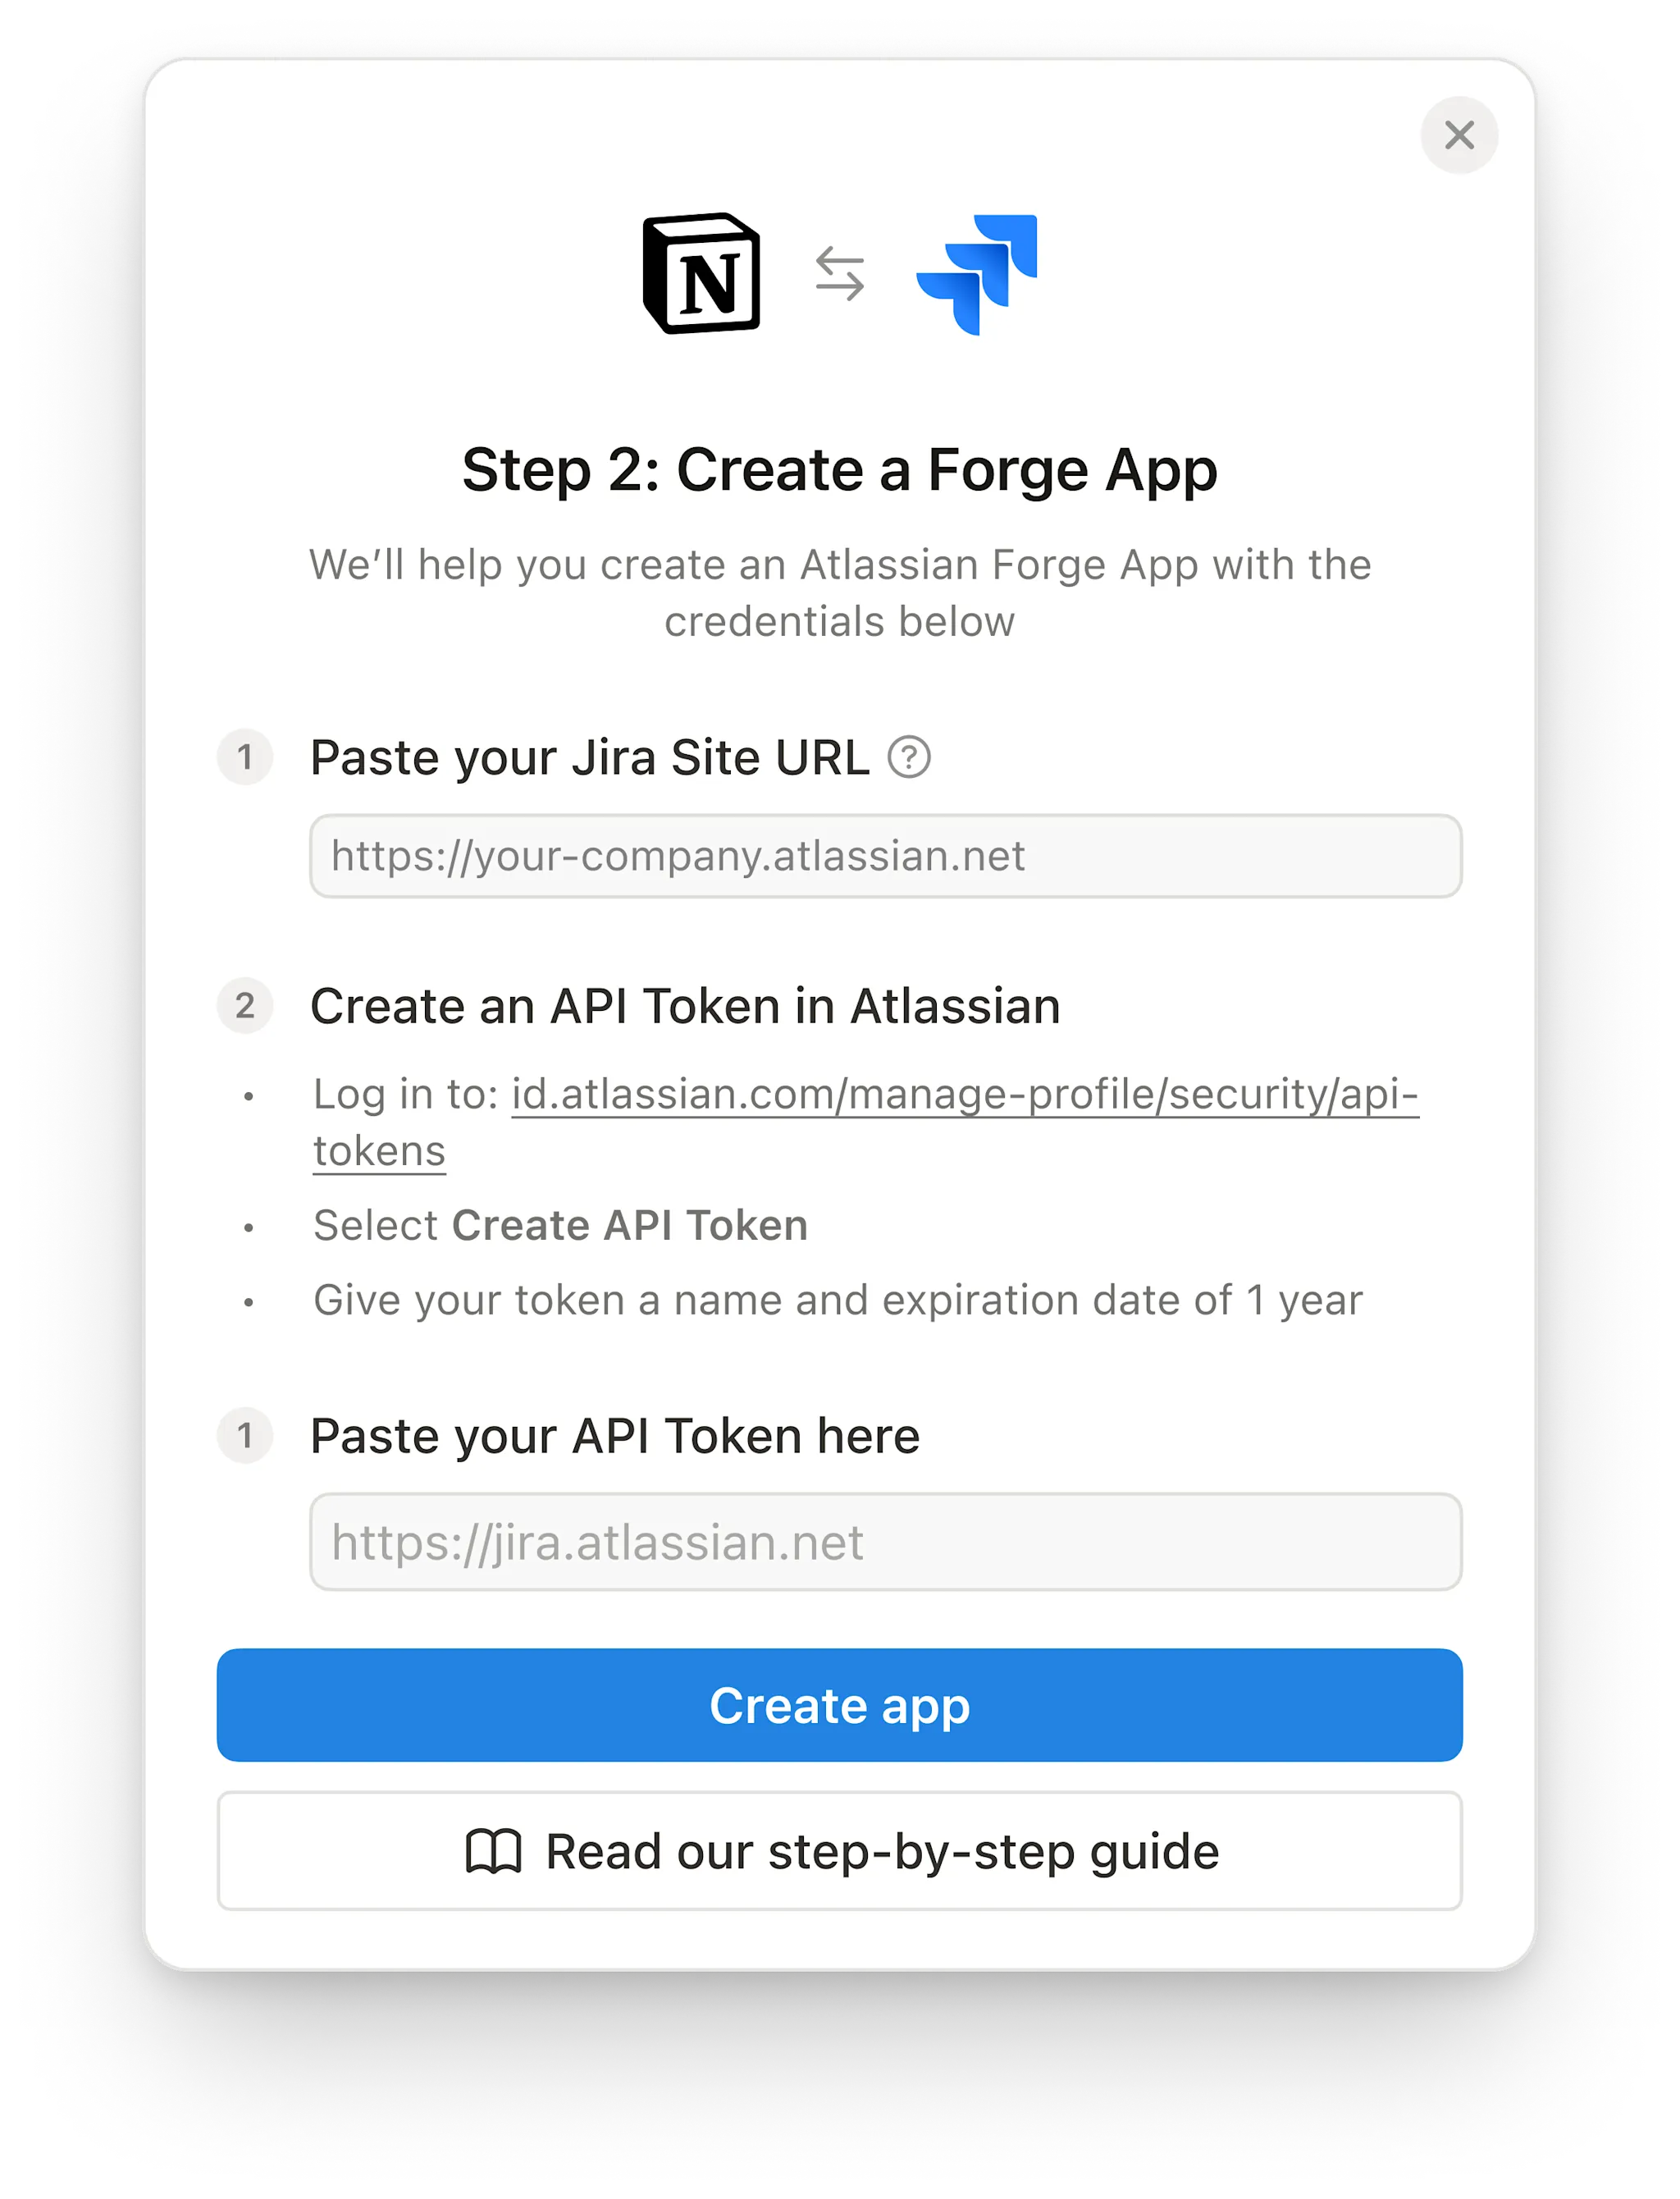 N
Step 2: Create a Forge App
We’ll help you create an Atlassian Forge App with the
credentials below
1 Paste your Jira Site URL ?
https://your-company.atlassian.net
2 Create an API Token in Atlassian
• Log in to: id.atlassian.com/manage-profile/security/api-
tokens
• Select Create API Token
• Give your token a name and expiration date of 1 year
1 Paste your API Token here
https://jira.atlassian.net
Create app
Read our step-by-step guide